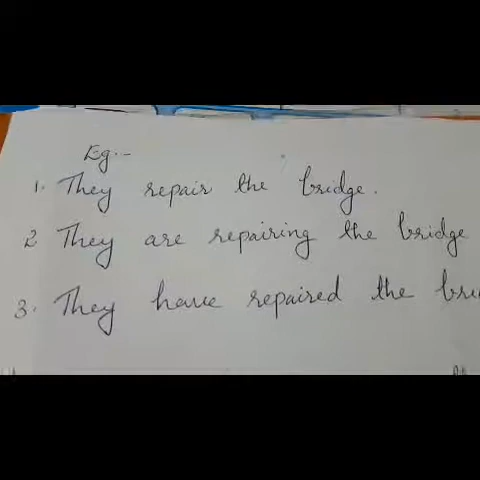 Eg:-
1. They repair the bridge.
2 They are repairing the bridge
3. They have repaired the